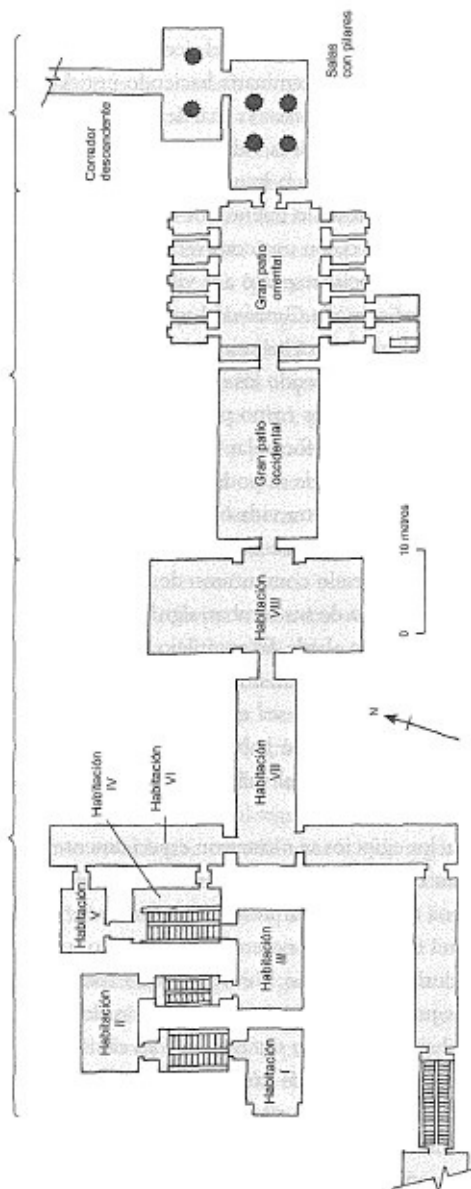 Corredor
descendente
Salas
con pilares
Gran patio
oriental
Gran patio
occidental
Habitación
VIII
0
10 metros
N
Habitación
VII
Habitación
IV
Habitación
VI
Habitación
V
Habitación
III
Habitación
II
Habitación
I